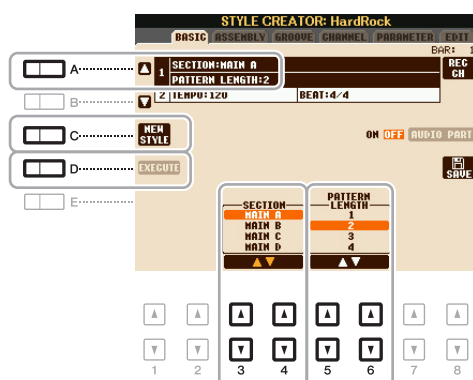 STYLE CREATOR: HardRock
BASIC ASSEMBLY GROOVE CHANNEL PARAMETER EDIT
BAR: 1
A
1 SECTION:MAIN A
PATTERN LENGTH:2
REC CH
B
2 TEMPO:120 BEAT:4/4
C
NEW STYLE
ON OFF AUDIO PART
D
EXECUTE
SAVE
E
SECTION
MAIN A
MAIN B
MAIN C
MAIN D
PATTERN LENGTH
1
2
3
4
1 2 3 4 5 6 7 8